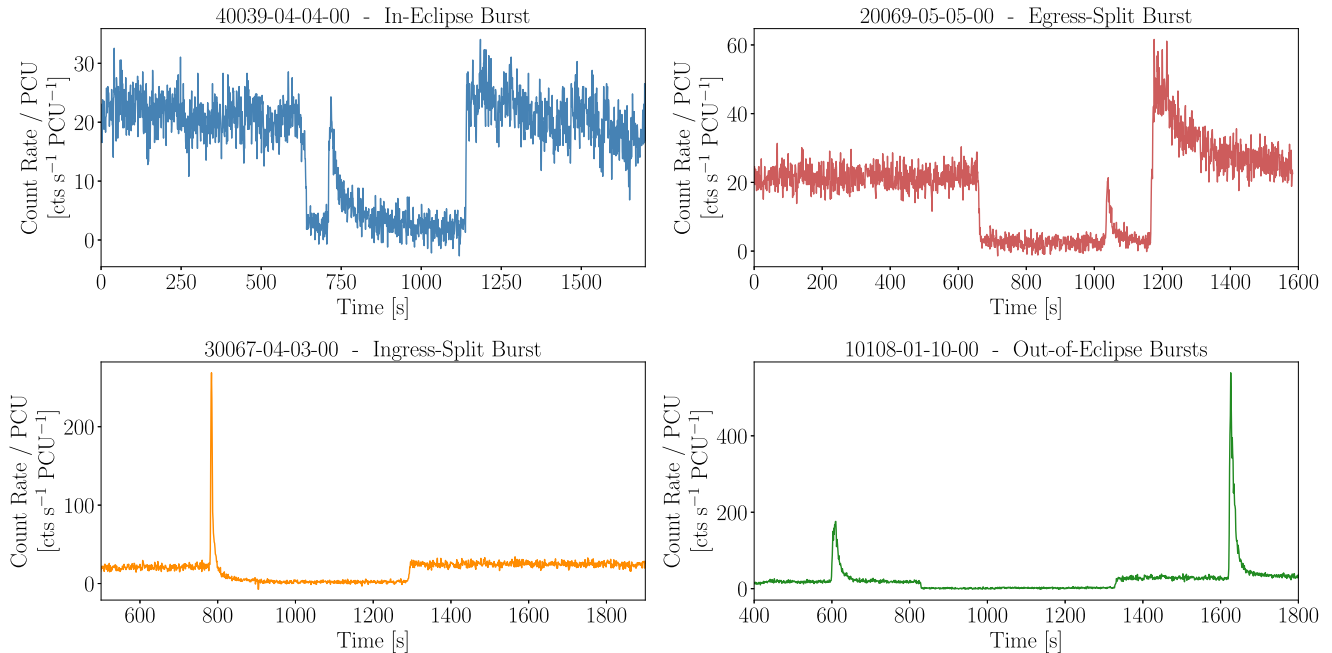 40039-04-04-00 - In-Eclipse Burst
Count Rate / PCU
[cts s⁻¹ PCU⁻¹]
30
20
10
0
0 250 500 750 1000 1250 1500
Time [s]
20069-05-05-00 - Egress-Split Burst
Count Rate / PCU
[cts s⁻¹ PCU⁻¹]
60
40
20
0
0 200 400 600 800 1000 1200 1400 1600
Time [s]
30067-04-03-00 - Ingress-Split Burst
Count Rate / PCU
[cts s⁻¹ PCU⁻¹]
200
100
0
600 800 1000 1200 1400 1600 1800
Time [s]
10108-01-10-00 - Out-of-Eclipse Bursts
Count Rate / PCU
[cts s⁻¹ PCU⁻¹]
400
200
0
400 600 800 1000 1200 1400 1600 1800
Time [s]